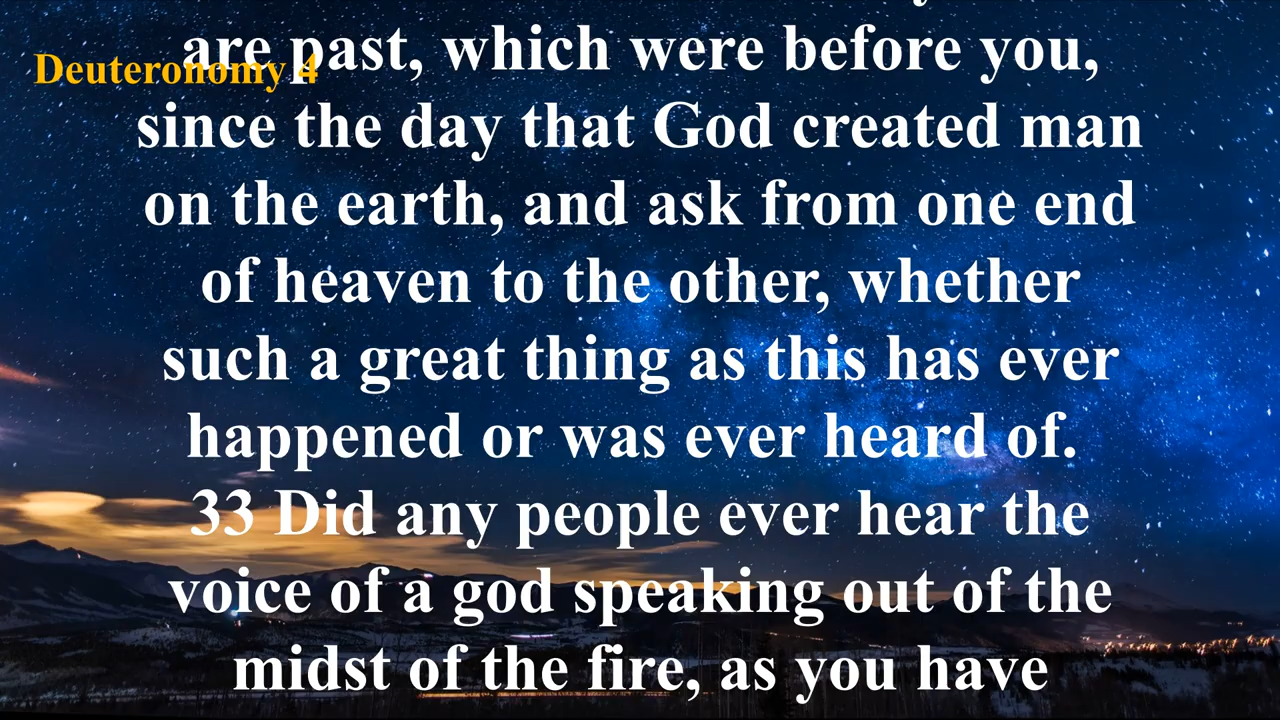 Deuteronomy 4
are past, which were before you,
since the day that God created man
on the earth, and ask from one end
of heaven to the other, whether
such a great thing as this has ever
happened or was ever heard of.
33 Did any people ever hear the
voice of a god speaking out of the
midst of the fire, as you have